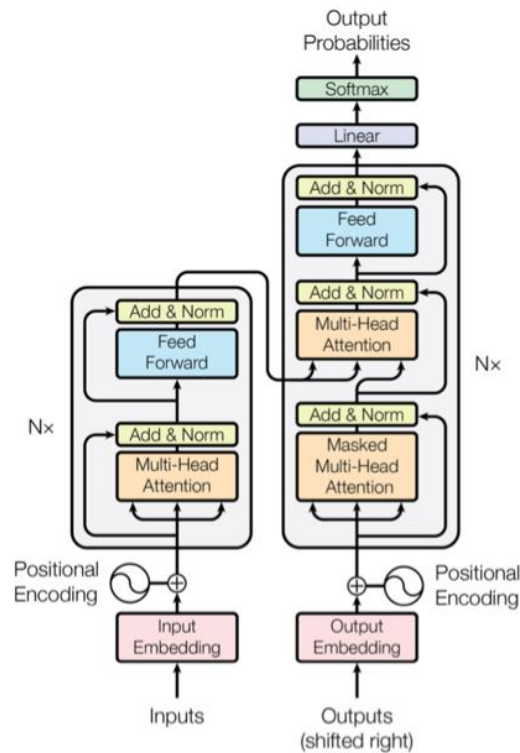 Output
Probabilities
Softmax
Linear
Add & Norm
Feed
Forward
Add & Norm
Multi-Head
Attention
Add & Norm
Masked
Multi-Head
Attention
N×
Positional
Encoding
Output
Embedding
Outputs
(shifted right)
Add & Norm
Feed
Forward
N×
Add & Norm
Multi-Head
Attention
Positional
Encoding
Input
Embedding
Inputs